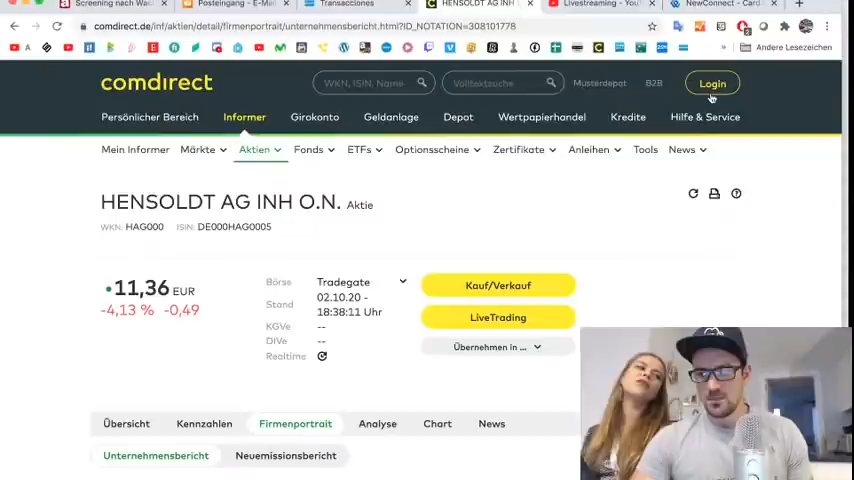 Screening nach Wa
Posteingang - E-Ma
Transacciones
HENSOLDT AG INH
Livestreaming - You
NewConnect - Card
comdirect.de/inf/aktien/detail/firmenportrait/unternehmensbericht.html?ID_NOTATION=308101778
Andere Lesezeichen
comdirect
WKN, ISIN, Name
Volltextsuche
Musterdepot
B2B
Login
Persönlicher Bereich
Informer
Girokonto
Geldanlage
Depot
Wertpapierhandel
Kredite
Hilfe & Service
Mein Informer
Märkte
Aktien
Fonds
ETFs
Optionsscheine
Zertifikate
Anleihen
Tools
News
HENSOLDT AG INH O.N. Aktie
WKN: HAG000 ISIN: DE000HAG0005
11,36 EUR
-4,13 % -0,49
Börse Tradegate
Stand 02.10.20 -
18:38:11 Uhr
KGVe --
DIVe --
Realtime
Kauf/Verkauf
LiveTrading
Übernehmen in ...
Übersicht
Kennzahlen
Firmenportrait
Analyse
Chart
News
Unternehmensbericht
Neuemissionsbericht